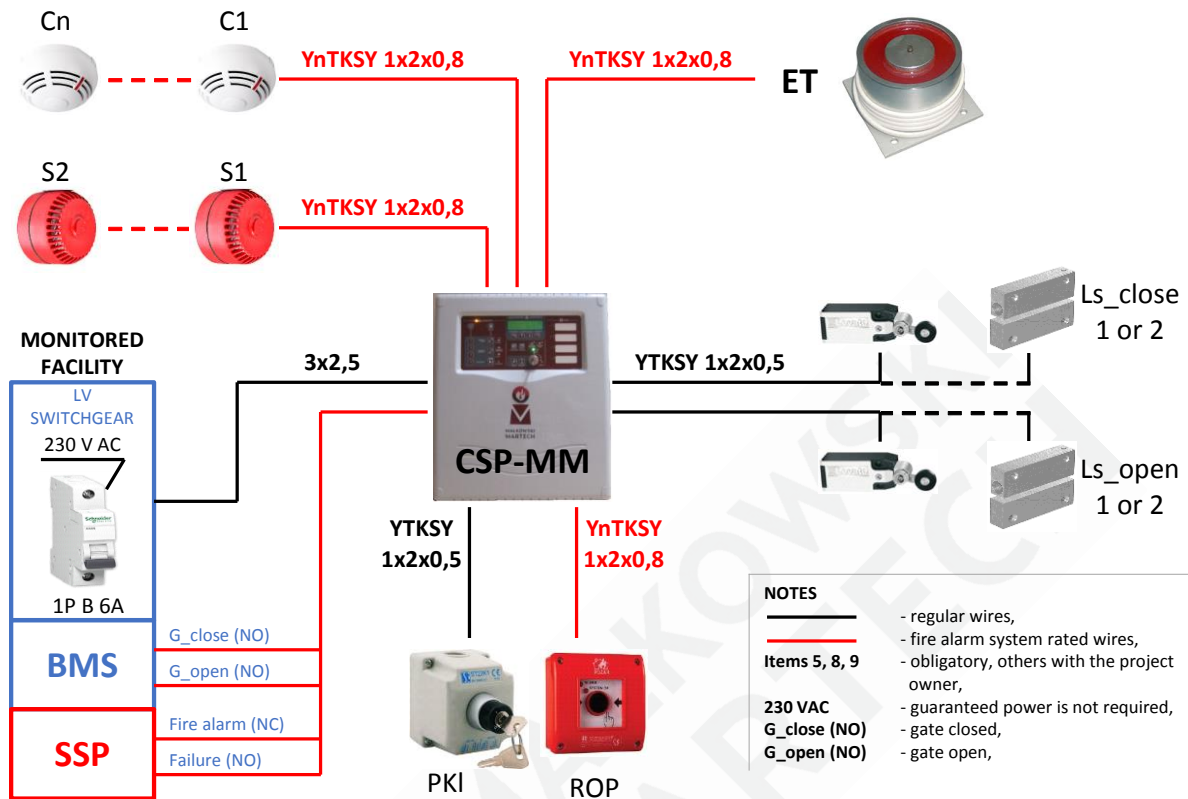 Cn
C1
YnTKSY 1x2x0,8
YnTKSY 1x2x0,8
ET
S2
S1
YnTKSY 1x2x0,8
Ls_close
1 or 2
MONITORED
FACILITY
3x2,5
YTKSY 1x2x0,5
LV
SWITCHGEAR
230 V AC
MALKOWSKI
MARTECH
CSP-MM
Ls_open
1 or 2
Schneider
1P B 6A
YTKSY
1x2x0,5
YnTKSY
1x2x0,8
BMS
G_close (NO)
G_open (NO)
SSP
Fire alarm (NC)
Failure (NO)
PKl
ROP
NOTES
- regular wires,
- fire alarm system rated wires,
Items 5, 8, 9 - obligatory, others with the project
owner,
230 VAC - guaranteed power is not required,
G_close (NO) - gate closed,
G_open (NO) - gate open,